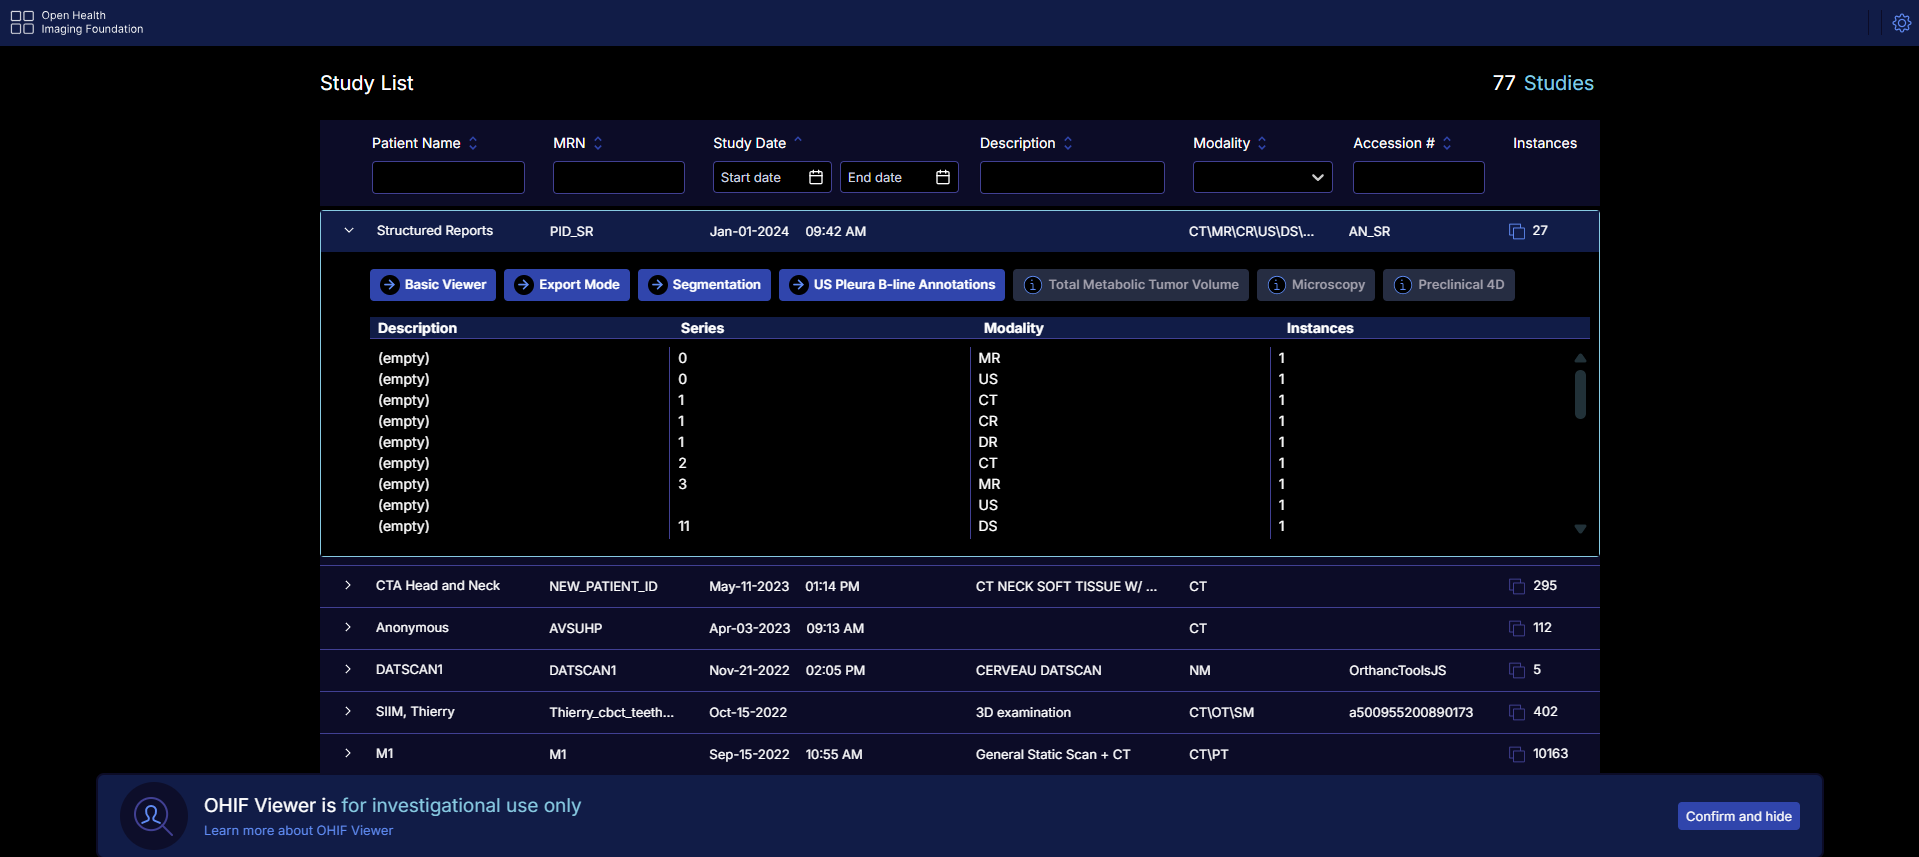 Open Health
Imaging Foundation
Study List
77 Studies
Patient Name MRN Study Date Description Modality Accession # Instances
Start date End date
Structured Reports PID_SR Jan-01-2024 09:42 AM CT\MR\CR\US\DS\... AN_SR 27
Basic Viewer Export Mode Segmentation US Pleura B-line Annotations Total Metabolic Tumor Volume Microscopy Preclinical 4D
Description Series Modality Instances
(empty) 0 MR 1
(empty) 0 US 1
(empty) 1 CT 1
(empty) 1 CR 1
(empty) 1 DR 1
(empty) 2 CT 1
(empty) 3 MR 1
(empty) US 1
(empty) 11 DS 1
CTA Head and Neck NEW_PATIENT_ID May-11-2023 01:14 PM CT NECK SOFT TISSUE W/ ... CT 295
Anonymous AVSUHP Apr-03-2023 09:13 AM CT 112
DATSCAN1 DATSCAN1 Nov-21-2022 02:05 PM CERVEAU DATSCAN NM OrthancToolsJS 5
SIIM, Thierry Thierry_cbct_teeth... Oct-15-2022 3D examination CT\OT\SM a500955200890173 402
M1 M1 Sep-15-2022 10:55 AM General Static Scan + CT CT\PT 10163
OHIF Viewer is for investigational use only
Learn more about OHIF Viewer
Confirm and hide